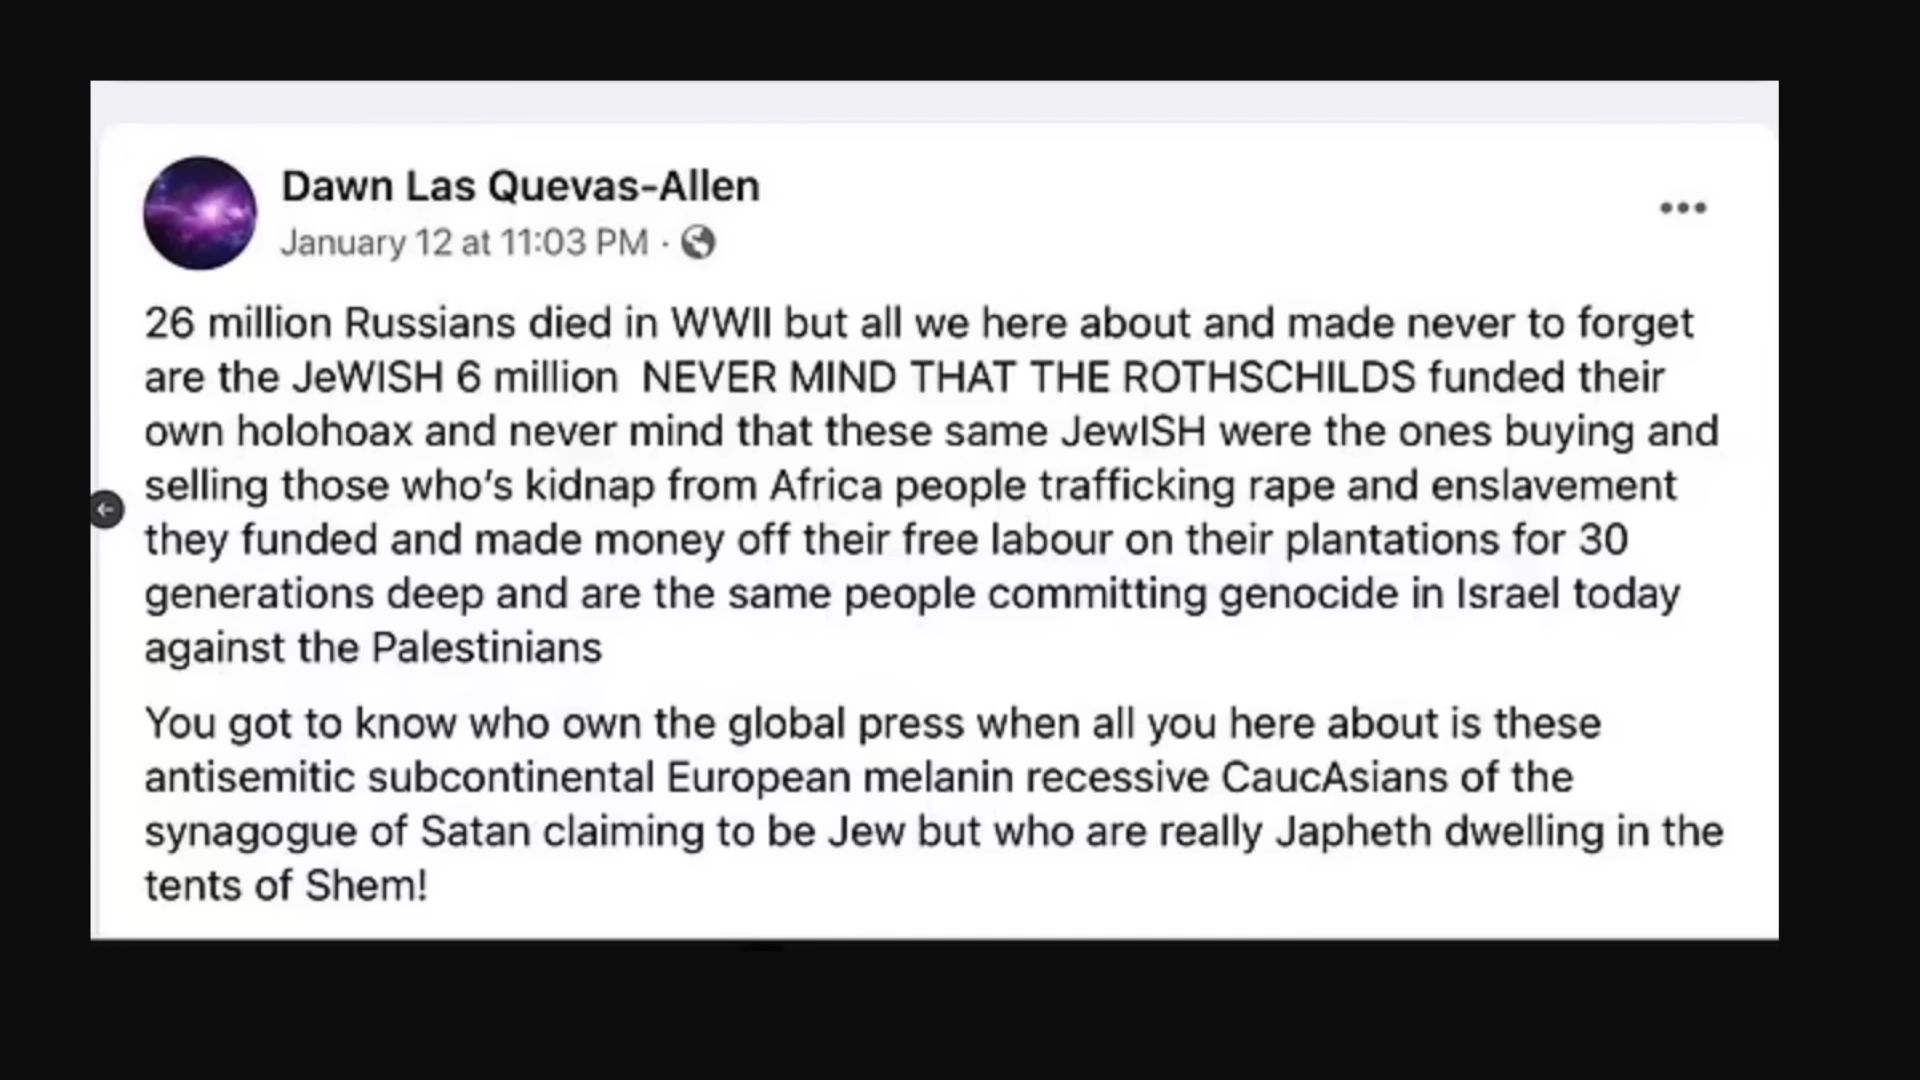 Dawn Las Quevas-Allen
January 12 at 11:03 PM ·
26 million Russians died in WWII but all we here about and made never to forget
are the JeWISH 6 million  NEVER MIND THAT THE ROTHSCHILDS funded their
own holohoax and never mind that these same JewISH were the ones buying and
selling those who's kidnap from Africa people trafficking rape and enslavement
they funded and made money off their free labour on their plantations for 30
generations deep and are the same people committing genocide in Israel today
against the Palestinians
You got to know who own the global press when all you here about is these
antisemitic subcontinental European melanin recessive CaucAsians of the
synagogue of Satan claiming to be Jew but who are really Japheth dwelling in the
tents of Shem!